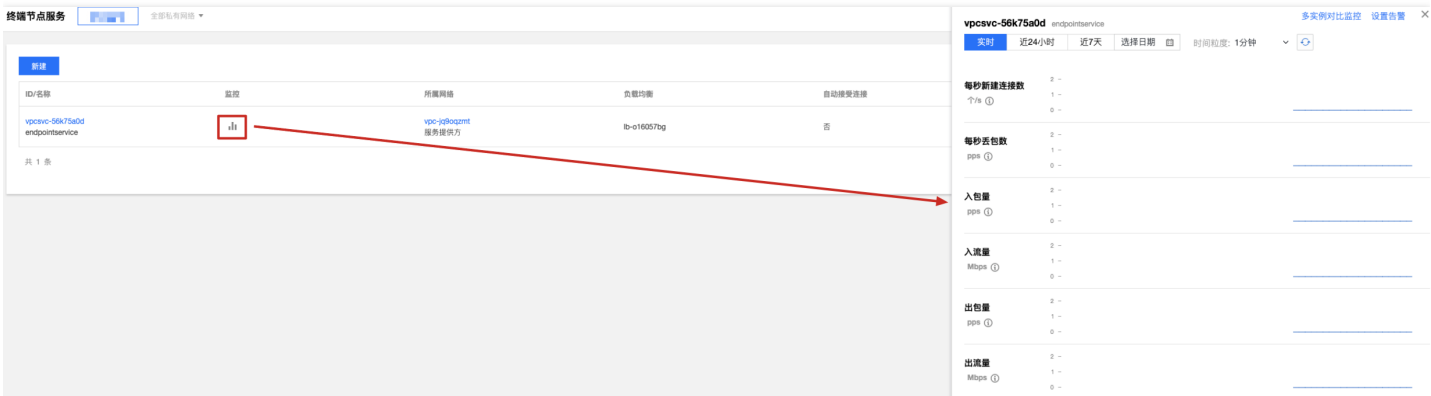 终端节点服务
全部私有网络
新建
ID/名称 监控 所属网络 负载均衡 自动接受连接
vpcsvc-56k75a0d vpc-jq9oqzmt lb-o16057bg 否
endpointservice 服务提供方
共 1 条
vpcsvc-56k75a0d endpointservice 多实例对比监控 设置告警
实时 近24小时 近7天 选择日期 时间粒度: 1分钟
每秒新建连接数
个/s
2
1
0
每秒丢包数
pps
2
1
0
入包量
pps
2
1
0
入流量
Mbps
2
1
0
出包量
pps
2
1
0
出流量
Mbps
2
1
0